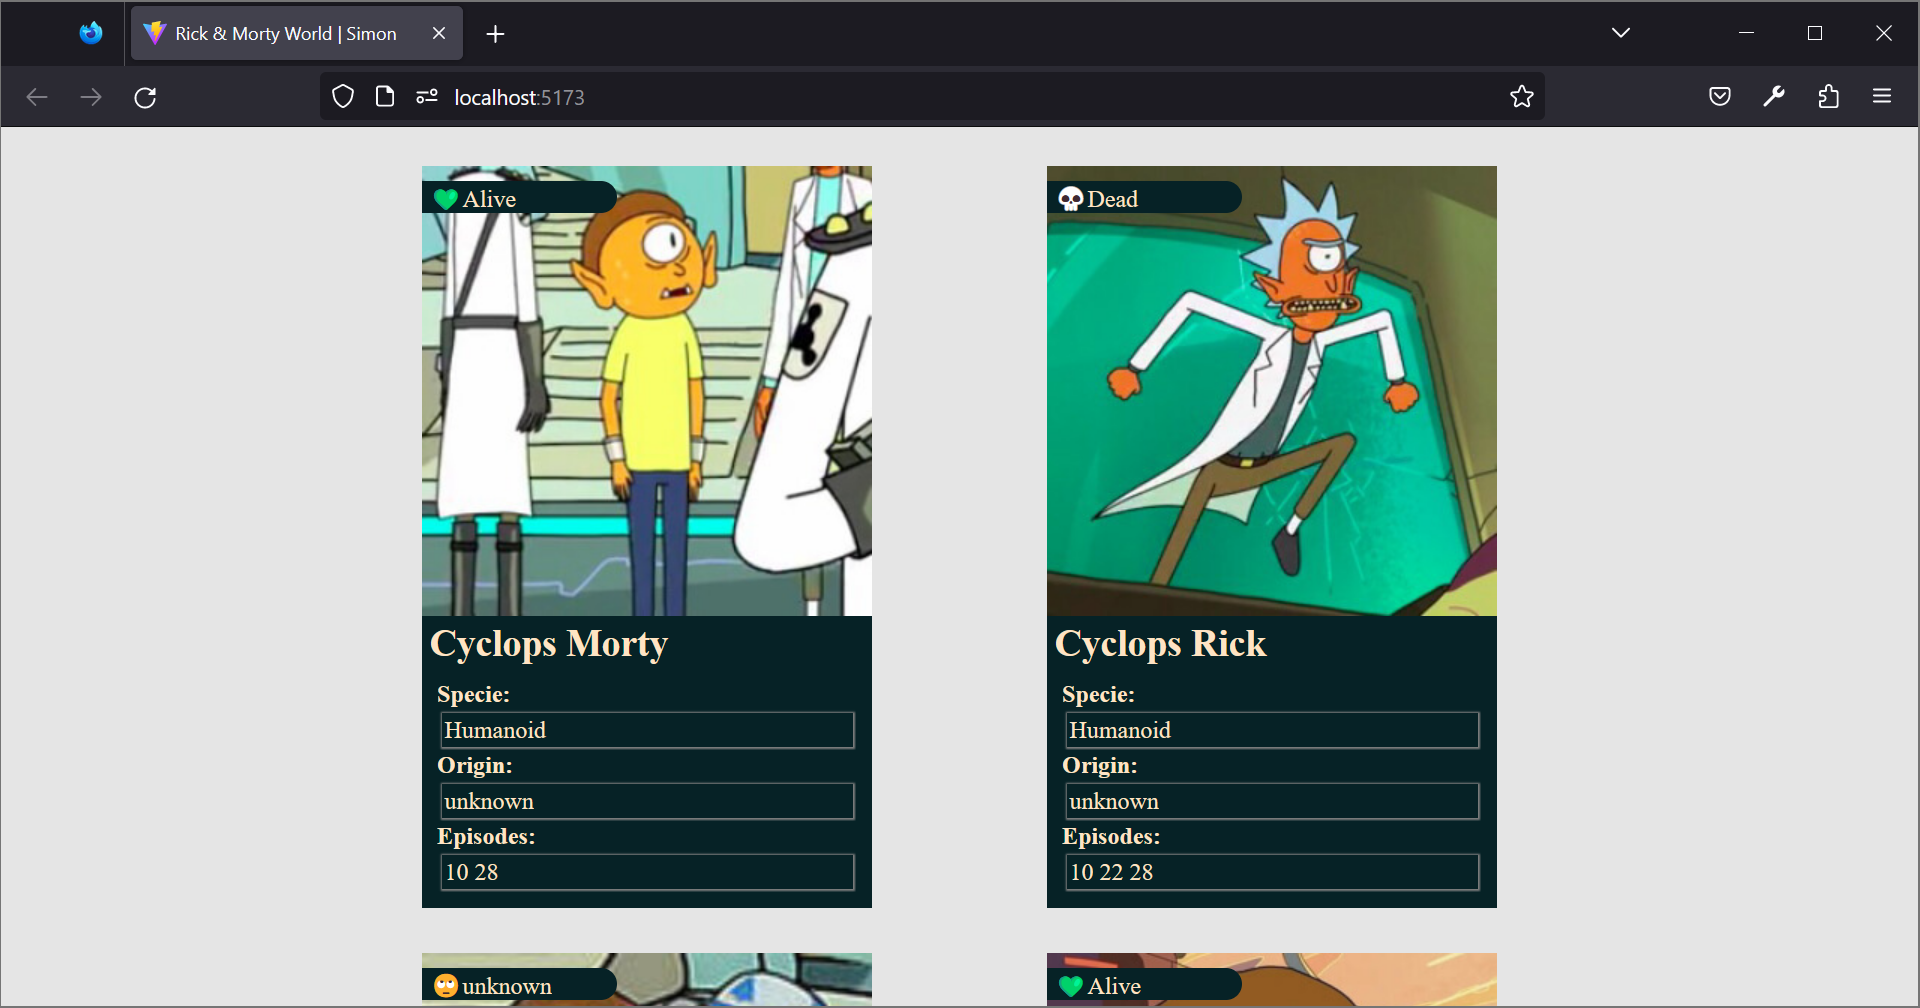 Rick & Morty World | Simon
localhost:5173
💚Alive
Cyclops Morty
Specie:
Humanoid
Origin:
unknown
Episodes:
10 28
💀Dead
Cyclops Rick
Specie:
Humanoid
Origin:
unknown
Episodes:
10 22 28
🙄unknown
💚Alive